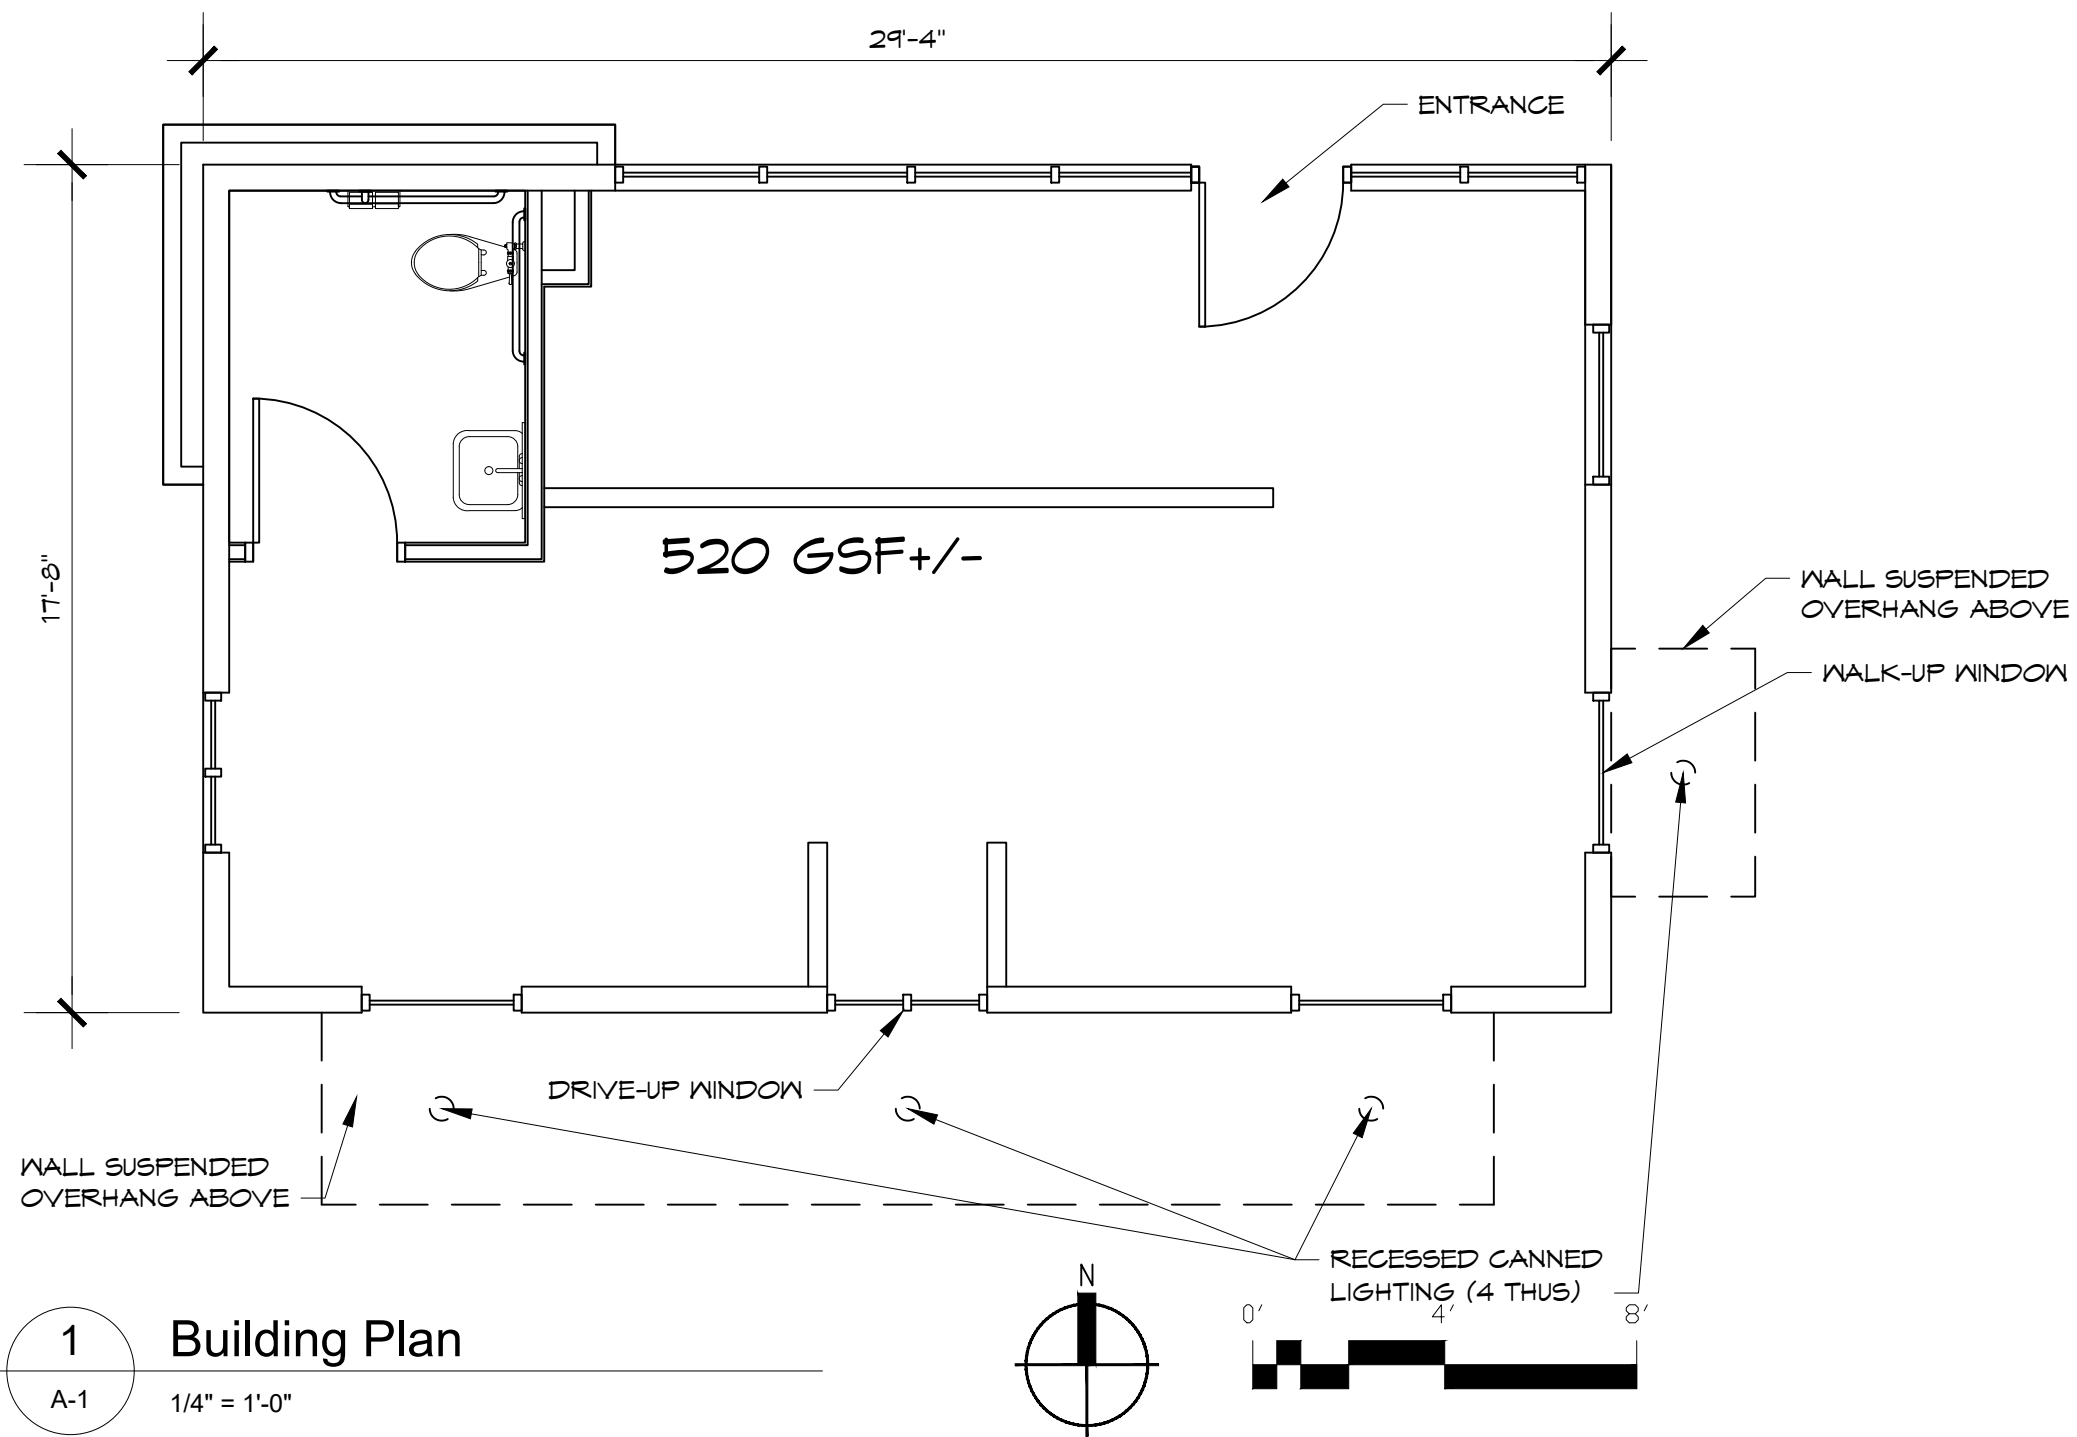 29'-4"
ENTRANCE
17'-8"
520 GSF+/-
WALL SUSPENDED
OVERHANG ABOVE
WALK-UP WINDOW
DRIVE-UP WINDOW
WALL SUSPENDED
OVERHANG ABOVE
RECESSED CANNED
LIGHTING (4 THUS)
N
0'
4'
8'
1
A-1
Building Plan
1/4" = 1'-0"